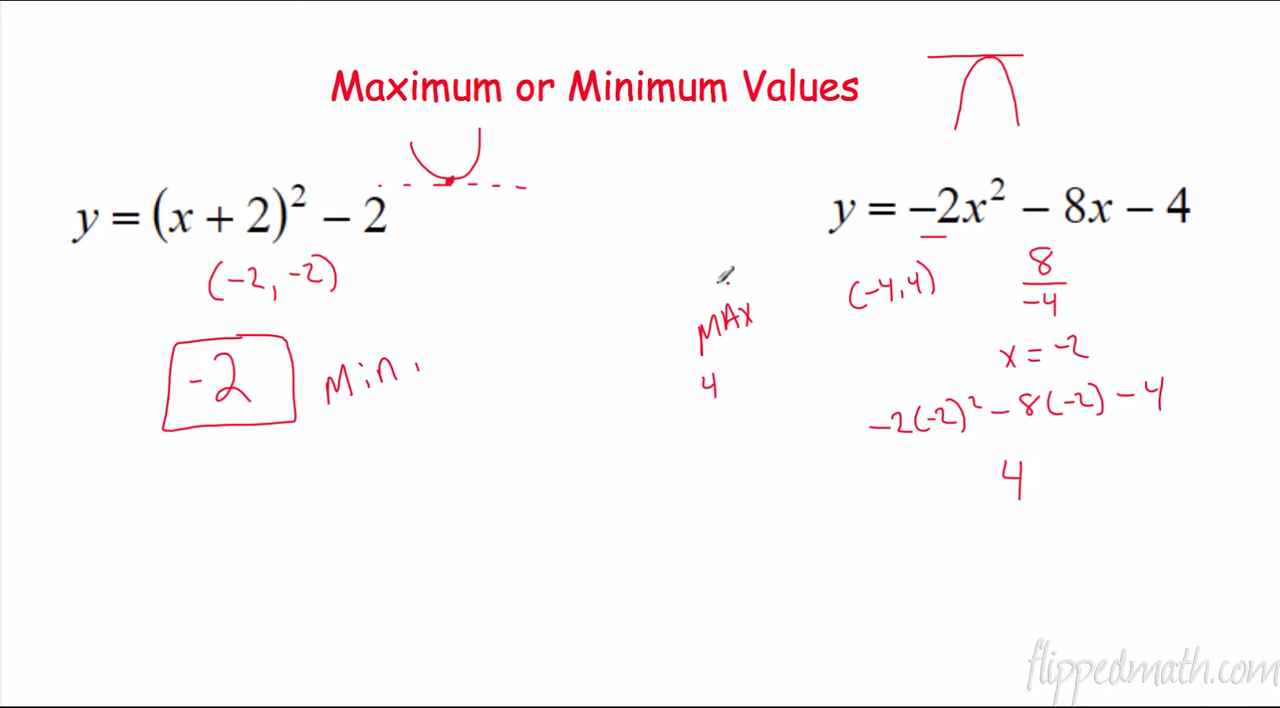 Maximum or Minimum Values
y = (x + 2)² − 2
(-2, -2)
-2 Min.
y = −2x² − 8x − 4
(-4, 4)
8
-4
x = -2
-2(-2)² - 8(-2) - 4
4
MAX
4
flippedmath.com